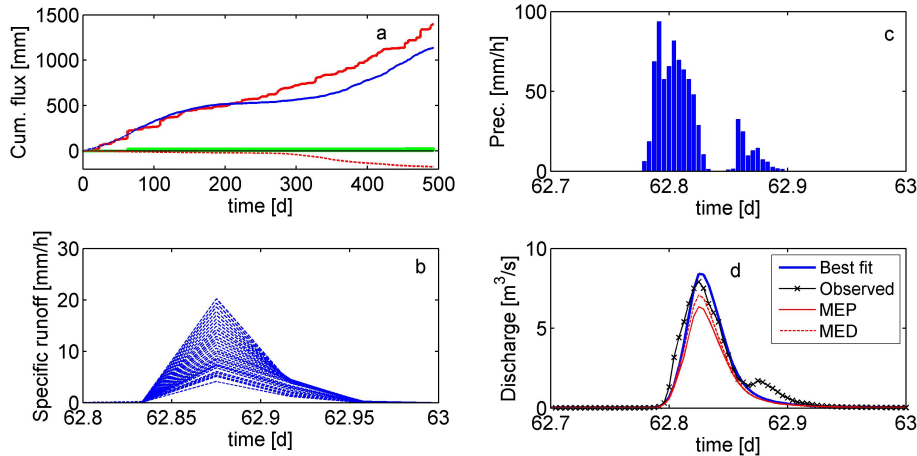 a
Cum. flux
[mm]
1500
1000
500
0
0 100 200 300 400 500
time [d]
c
Prec. [mm/h]
100
50
0
62.7 62.8 62.9 63
time [d]
b
Specific runoff [mm/h]
30
20
10
0
62.8 62.85 62.9 62.95 63
time [d]
d
Discharge [m³/s]
10
5
0
62.7 62.8 62.9 63
time [d]
Best fit
Observed
MEP
MED